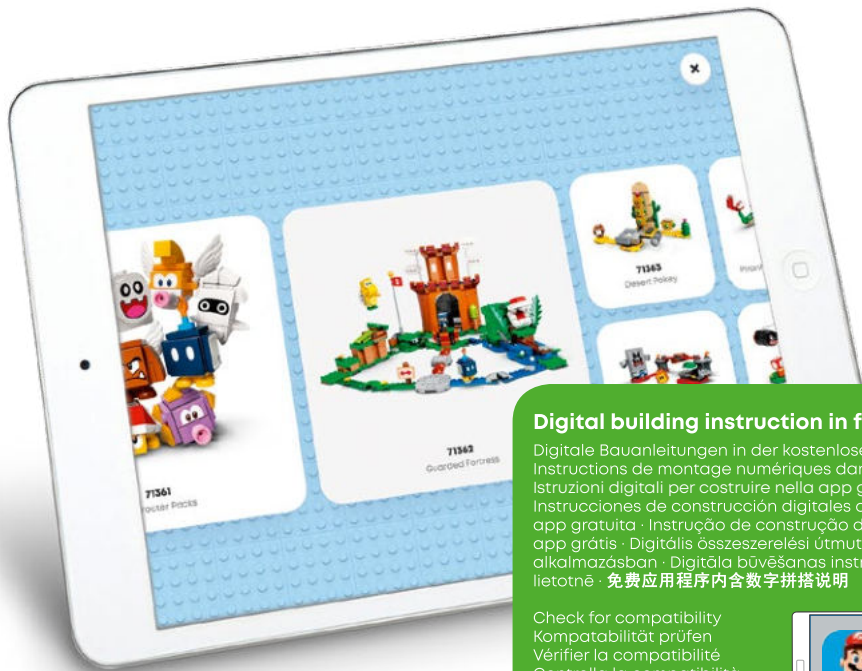 ×
71361
Packs
71362
Guarded Fortress
71363
Desert Pokey
Digital building instruction in f
Digitale Bauanleitungen in der kostenlose
Instructions de montage numériques dar
Istruzioni digitali per costruire nella app g
Instrucciones de construcción digitales
app gratuita · Instrução de construção d
app grátis · Digitális összeszerelési útmut
alkalmazásban · Digitāla būvēšanas instr
lietotnē · 免费应用程序内含数字拼搭说明
Check for compatibility
Kompatabilität prüfen
Vérifier la compatibilité